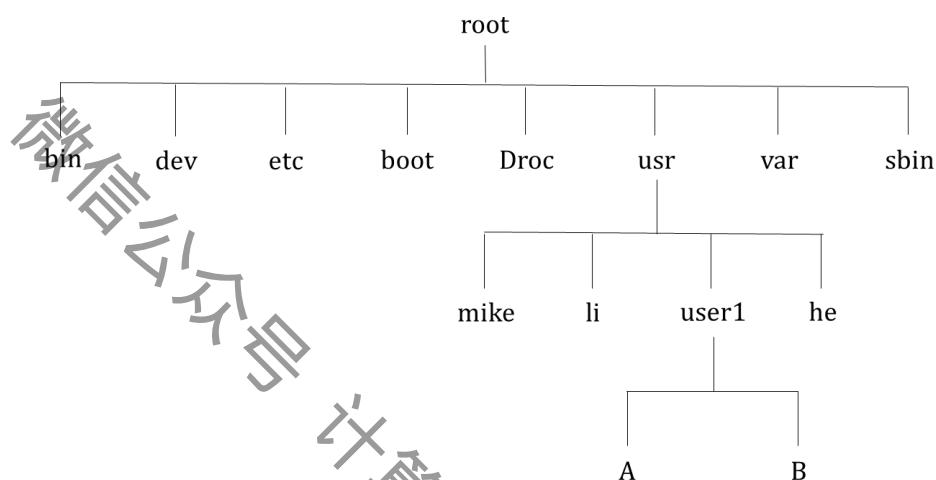 root
bin dev etc boot Droc usr var sbin
mike li user1 he
A B
微信公众号 计算